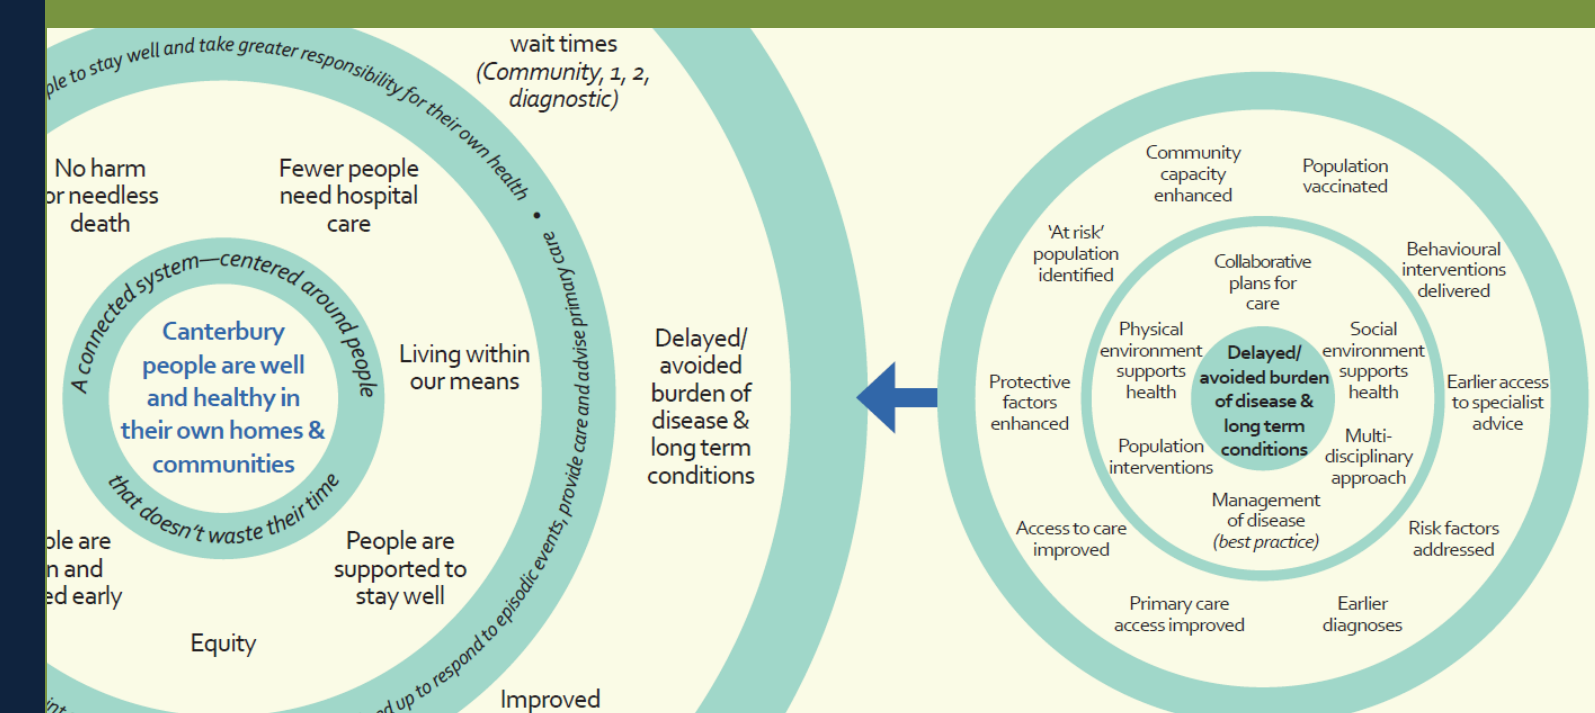 wait times
(Community, 1, 2,
diagnostic)
to stay well and take greater responsibility for their own health • advise primary care
up to respond to episodic events, provide care and
No harm
needless
death
Fewer people
need hospital
care
A connected system—centered around people
that doesn't waste their time
Canterbury
people are well
and healthy in
their own homes &
communities
Living within
our means
are
and
early
People are
supported to
stay well
Equity
Improved
Delayed/
avoided
burden of
disease &
long term
conditions
Community
capacity
enhanced
Population
vaccinated
'At risk'
population
identified
Behavioural
interventions
delivered
Protective
factors
enhanced
Earlier access
to specialist
advice
Access to care
improved
Risk factors
addressed
Primary care
access improved
Earlier
diagnoses
Collaborative
plans for
care
Physical
environment
supports
health
Social
environment
supports
health
Delayed/
avoided burden
of disease &
long term
conditions
Population
interventions
Multi-
disciplinary
approach
Management
of disease
(best practice)